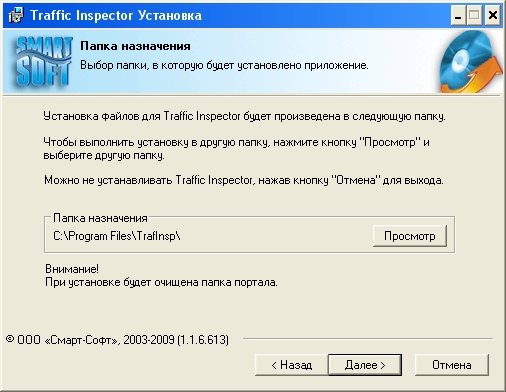 Traffic Inspector Установка
SMART
SOFT
Папка назначения
Выбор папки, в которую будет установлено приложение.
Установка файлов для Traffic Inspector будет произведена в следующую папку.
Чтобы выполнить установку в другую папку, нажмите кнопку "Просмотр" и
выберите другую папку.
Можно не устанавливать Traffic Inspector, нажав кнопку "Отмена" для выхода.
Папка назначения
C:\Program Files\TrafInsp\
Просмотр
Внимание!
При установке будет очищена папка портала.
© ООО «Смарт-Софт», 2003-2009 (1.1.6.613)
< Назад
Далее >
Отмена